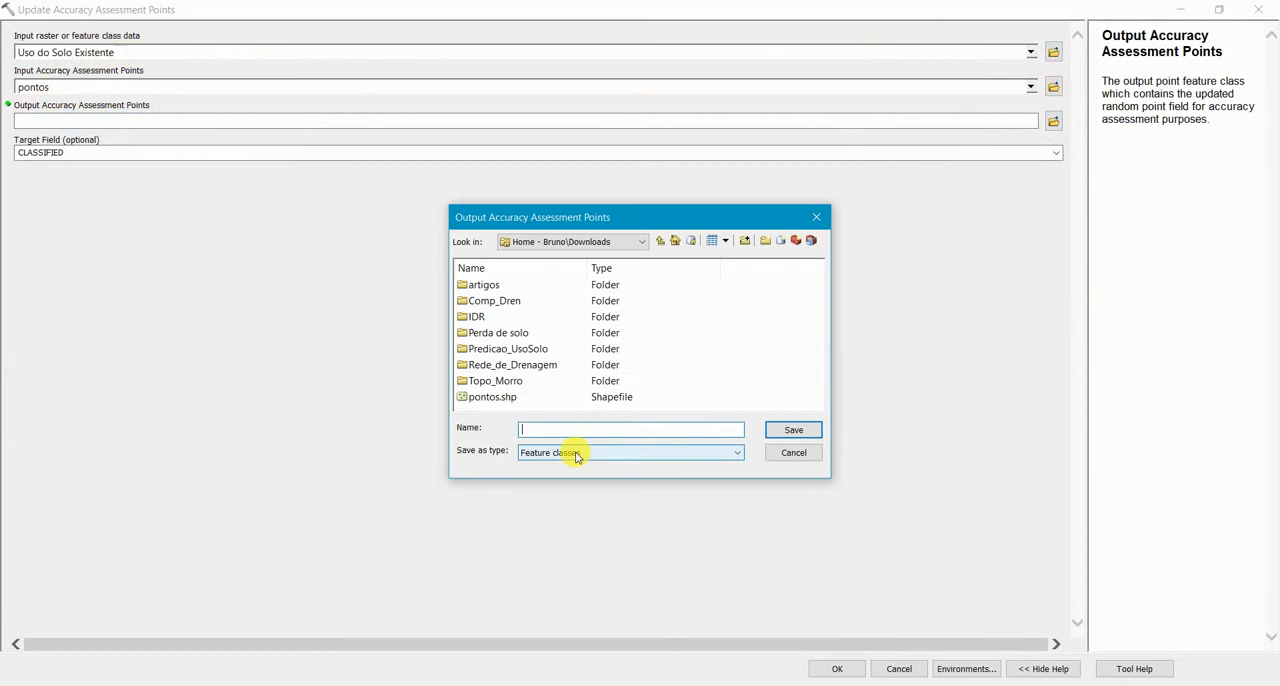 Update Accuracy Assessment Points
Input raster or feature class data
Uso do Solo Existente
Input Accuracy Assessment Points
pontos
Output Accuracy Assessment Points
Target Field (optional)
CLASSIFIED
Output Accuracy
Assessment Points
The output point feature class
which contains the updated
random point field for accuracy
assessment purposes.
Output Accuracy Assessment Points
Look in: Home - Bruno\Downloads
Name Type
artigos Folder
Comp_Dren Folder
IDR Folder
Perda de solo Folder
Predicao_UsoSolo Folder
Rede_de_Drenagem Folder
Topo_Morro Folder
pontos.shp Shapefile
Name: Save
Save as type: Feature classes Cancel
OK Cancel Environments... << Hide Help Tool Help